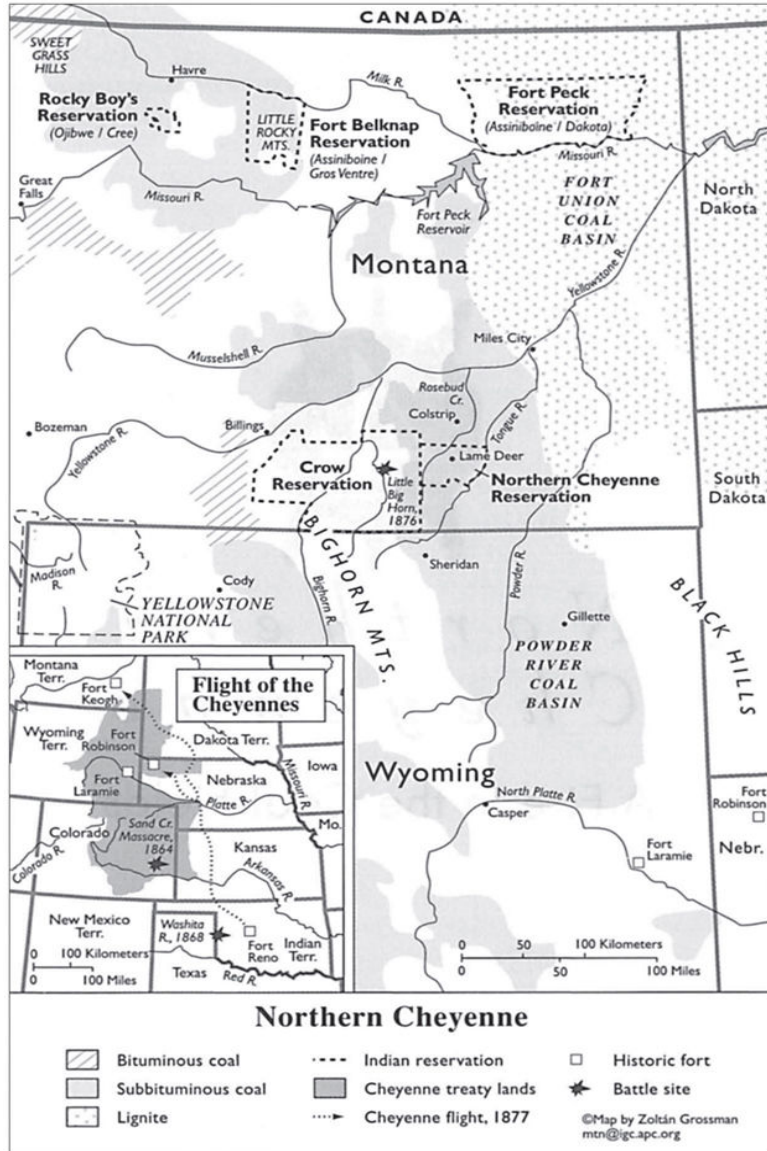 CANADA
SWEET
GRASS
HILLS
Havre
Milk R.
Rocky Boy's
Reservation
(Ojibwe / Cree)
LITTLE
ROCKY
MTS.
Fort Belknap
Reservation
(Assiniboine /
Gros Ventre)
Fort Peck
Reservation
(Assiniboine / Dakota)
Missouri R.
Great
Falls
Missouri R.
Fort Peck
Reservoir
FORT
UNION
COAL
BASIN
North
Dakota
Montana
Yellowstone R.
Musselshell R.
Miles City
Rosebud
Cr.
Colstrip
Tongue R.
Bozeman
Yellowstone R.
Billings
Crow
Reservation
Little
Big
Horn,
1876
Lame Deer
Northern Cheyenne
Reservation
South
Dakota
Madison
R.
YELLOWSTONE
NATIONAL
PARK
Cody
Bighorn R.
BIGHORN MTS.
Sheridan
Powder R.
Gillette
POWDER
RIVER
COAL
BASIN
BLACK HILLS
Wyoming
North Platte R.
Casper
Fort
Laramie
Fort
Robinson
Nebr.
0 50 100 Kilometers
0 50 100 Miles
Flight of the
Cheyennes
Montana
Terr.
Fort
Keogh
Wyoming
Terr.
Fort
Robinson
Dakota Terr.
Fort
Laramie
Nebraska
Missouri R.
Iowa
Platte R.
Colorado
Sand Cr.
Massacre,
1864
Colorado R.
Kansas
Mo.
Arkansas R.
New Mexico
Terr.
Washita
R., 1868
Fort
Reno
Indian
Terr.
Texas
Red R.
0 100 Kilometers
0 100 Miles
Northern Cheyenne
Bituminous coal
Subbituminous coal
Lignite
Indian reservation
Cheyenne treaty lands
Cheyenne flight, 1877
Historic fort
Battle site
©Map by Zoltán Grossman
mtn@igc.apc.org